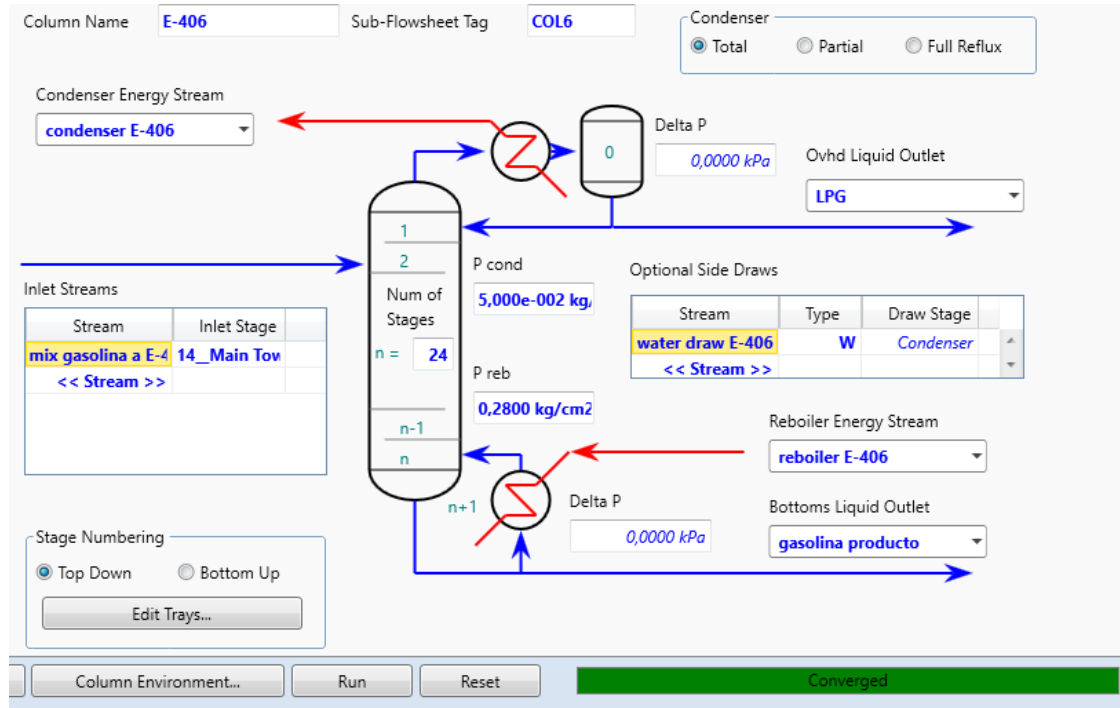 Column Name E-406 Sub-Flowsheet Tag COL6
Condenser
Total Partial Full Reflux
Condenser Energy Stream
condenser E-406
0
Delta P
0,0000 kPa
Ovhd Liquid Outlet
LPG
1
2
Num of
Stages
n = 24
n-1
n
n+1
P cond
5,000e-002 kg/
P reb
0,2800 kg/cm2
Inlet Streams
Stream Inlet Stage
mix gasolina a E-4 14__Main Tow
<< Stream >>
Optional Side Draws
Stream Type Draw Stage
water draw E-406 W Condenser
<< Stream >>
Reboiler Energy Stream
reboiler E-406
Delta P
0,0000 kPa
Bottoms Liquid Outlet
gasolina producto
Stage Numbering
Top Down Bottom Up
Edit Trays...
Column Environment... Run Reset Converged